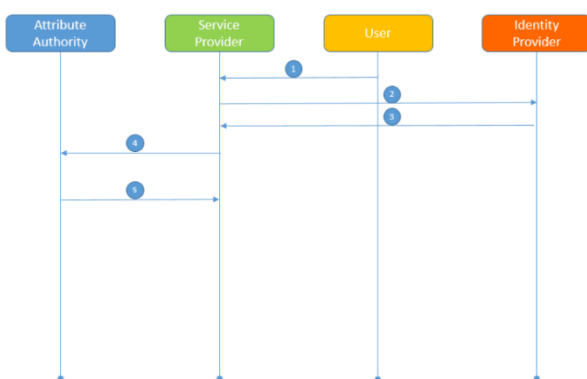 Attribute
Authority
Service
Provider
User
Identity
Provider
1
2
3
4
5